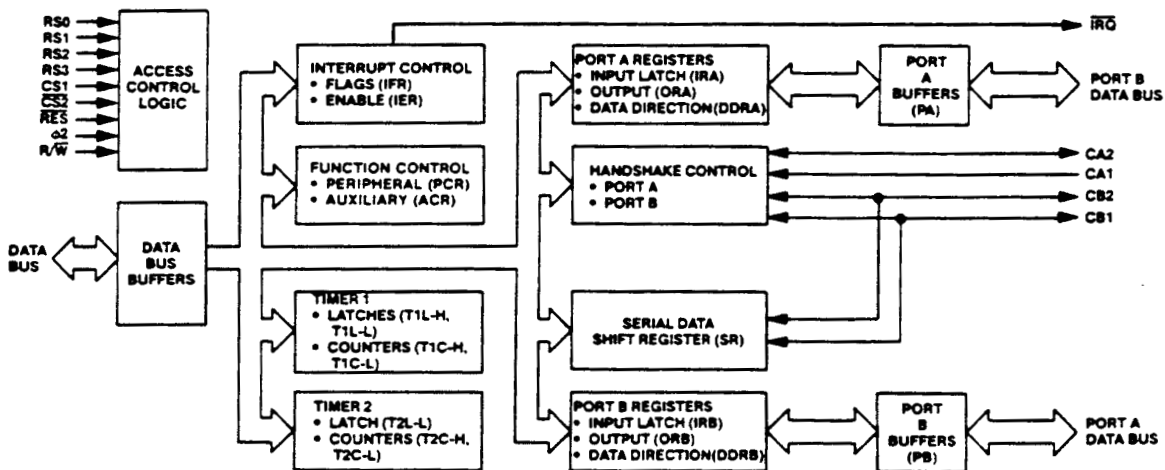 RS0
RS1
RS2
RS3
CS1
C̅S̅2̅
R̅E̅S̅
ø2
R/W̅
ACCESS
CONTROL
LOGIC
DATA
BUS
DATA
BUS
BUFFERS
INTERRUPT CONTROL
• FLAGS (IFR)
• ENABLE (IER)
FUNCTION CONTROL
• PERIPHERAL (PCR)
• AUXILIARY (ACR)
TIMER 1
• LATCHES (T1L-H,
T1L-L)
• COUNTERS (T1C-H,
T1C-L)
TIMER 2
• LATCH (T2L-L)
• COUNTERS (T2C-H,
T2C-L)
PORT A REGISTERS
• INPUT LATCH (IRA)
• OUTPUT (ORA)
• DATA DIRECTION(DDRA)
HANDSHAKE CONTROL
• PORT A
• PORT B
SERIAL DATA
SHIFT REGISTER (SR)
PORT B REGISTERS
• INPUT LATCH (IRB)
• OUTPUT (ORB)
• DATA DIRECTION(DDRB)
PORT
A
BUFFERS
(PA)
PORT
B
BUFFERS
(PB)
I̅R̅Q̅
PORT B
DATA BUS
CA2
CA1
CB2
CB1
PORT A
DATA BUS